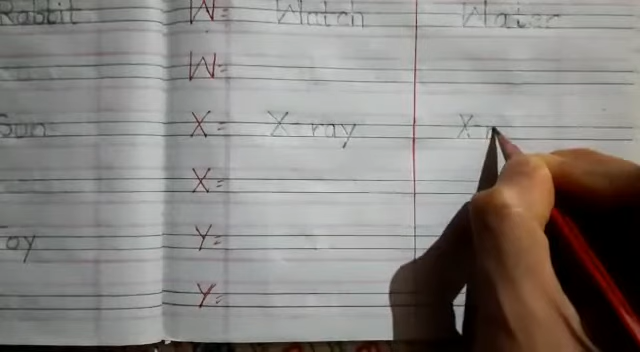 Rabbit W= Watch Water
W=
Sun X= X-ray X-
X=
Toy Y=
Y=